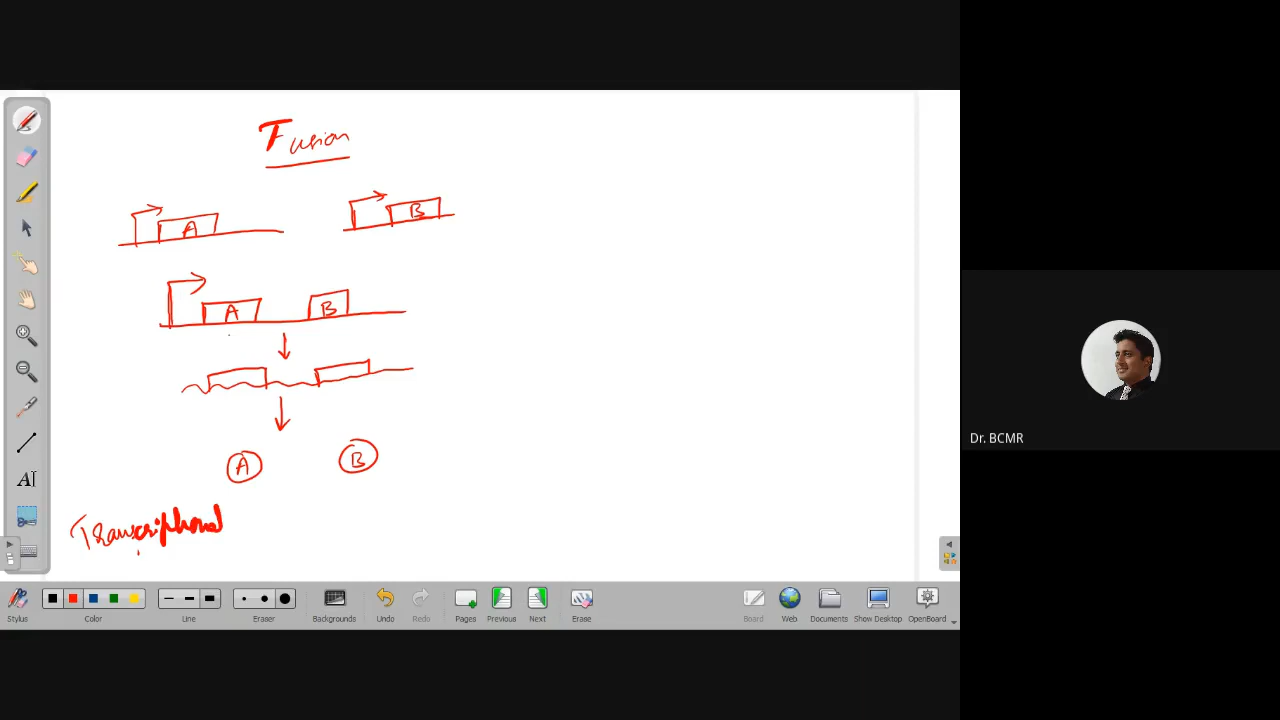 Fusion
A
B
A B
A B
Transcriptional
Dr. BCMR
AI
Stylus
Color
Line
Eraser
Backgrounds
Undo
Redo
Pages
Previous
Next
Erase
Board
Web
Documents
Show Desktop
OpenBoard